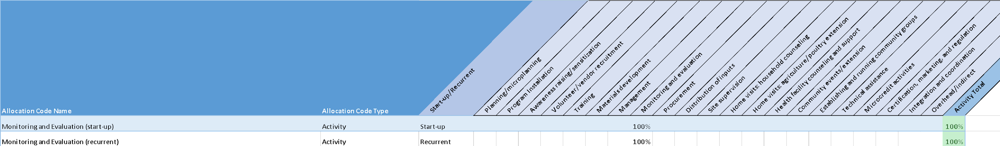 Allocation Code Name
Allocation Code Type
Start-up/Recurrent
Planning/microplanning
Program Installation
Awareness raising/sensitization
Volunteer/vendor recruitment
Training
Materials development
Management
Monitoring and evaluation
Procurement
Distribution of inputs
Site supervision
Home visits: household counseling
Home visits: agriculture/poultry extension
Health facility counseling and support
Community events/extension
Establishing and running community groups
Technical assistance
Microcredit activities
Certification, marketing, and regulation
Integration and coordination
Overhead/indirect
Activity Total
Monitoring and Evaluation (start-up) Activity Start-up 100% 100%
Monitoring and Evaluation (recurrent) Activity Recurrent 100% 100%